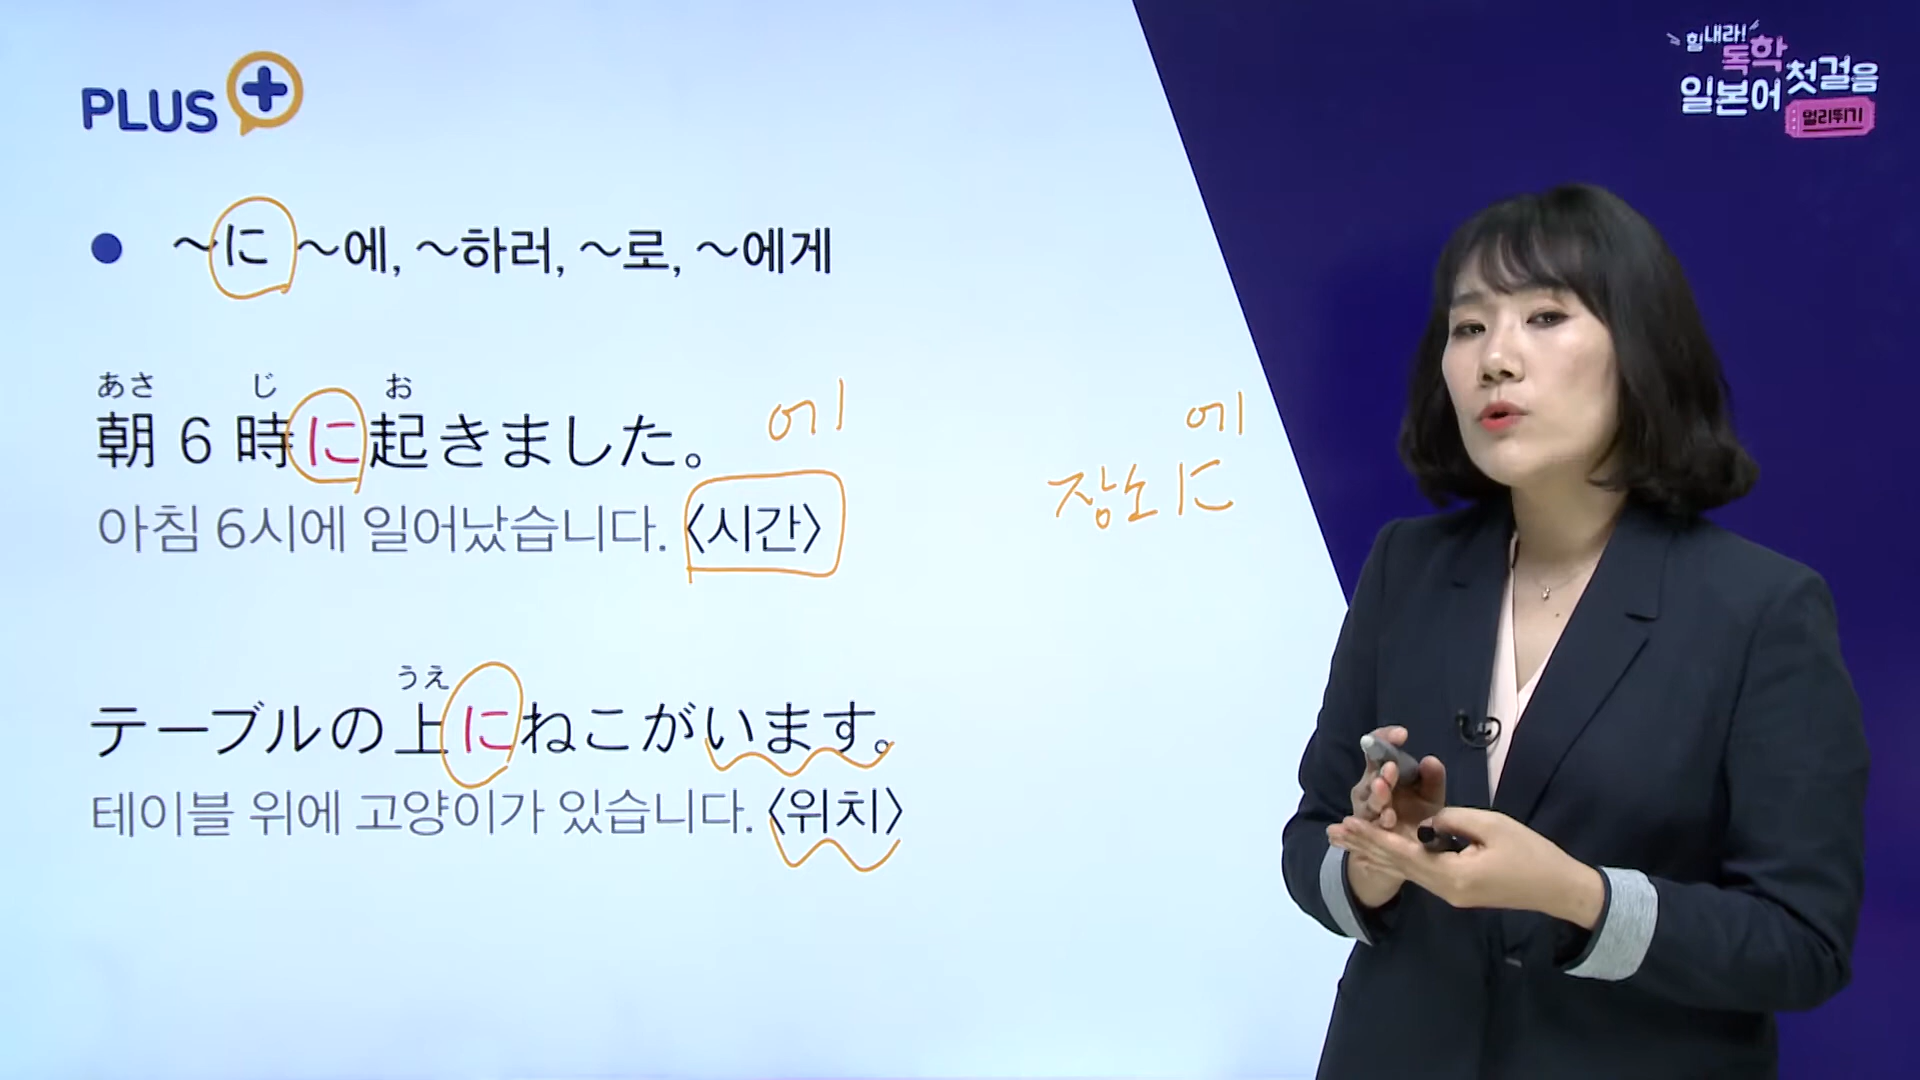 PLUS
힘내라!
독학
일본어 첫걸음
멀리뛰기
~に ~에, ~하러, ~로, ~에게
あさ じ お
朝6時に起きました。
에
아침 6시에 일어났습니다. <시간>
에
장소に
うえ
テーブルの上にねこがいます。
테이블 위에 고양이가 있습니다. <위치>